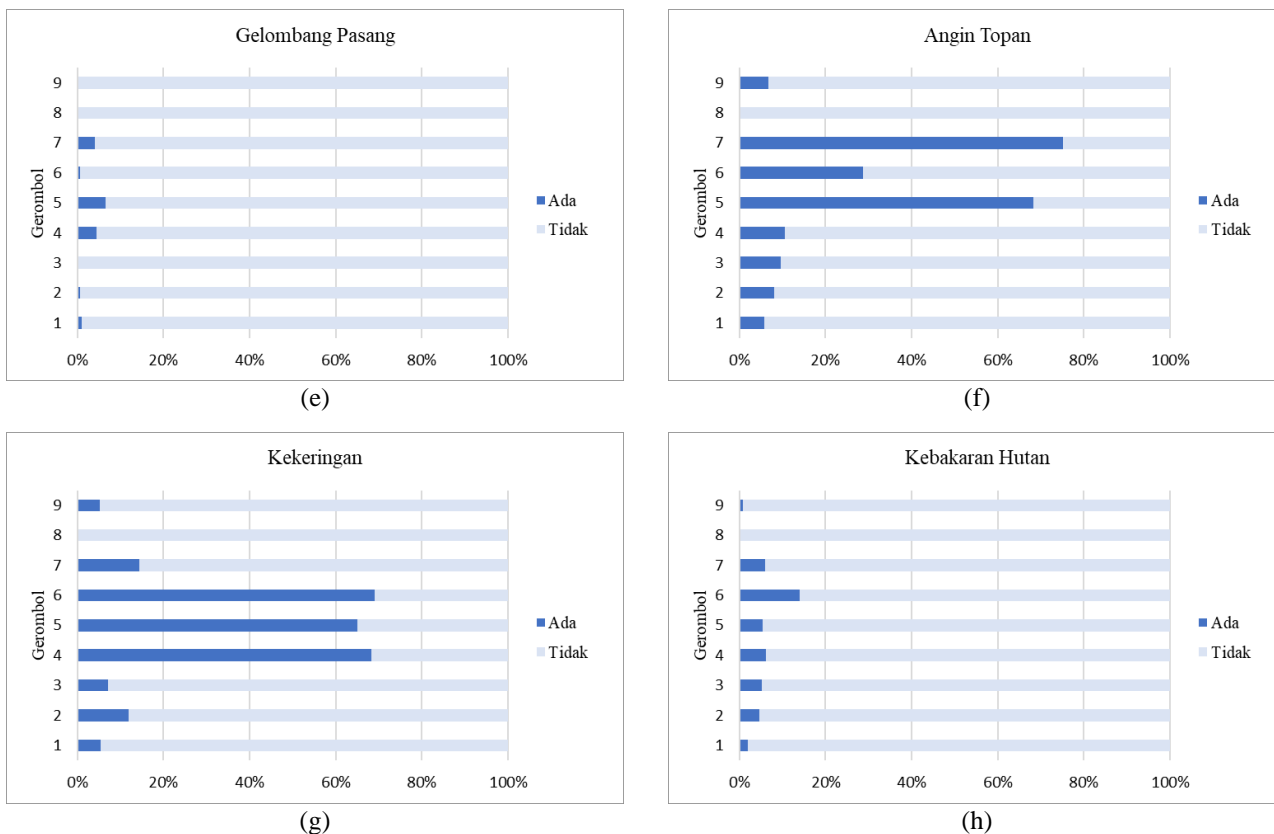 Gelombang Pasang
9
8
7
6
5
4
3
2
1
Gerombol
0% 20% 40% 60% 80% 100%
Ada
Tidak
(e)
Angin Topan
9
8
7
6
5
4
3
2
1
Gerombol
0% 20% 40% 60% 80% 100%
Ada
Tidak
(f)
Kekeringan
9
8
7
6
5
4
3
2
1
Gerombol
0% 20% 40% 60% 80% 100%
Ada
Tidak
(g)
Kebakaran Hutan
9
8
7
6
5
4
3
2
1
Gerombol
0% 20% 40% 60% 80% 100%
Ada
Tidak
(h)